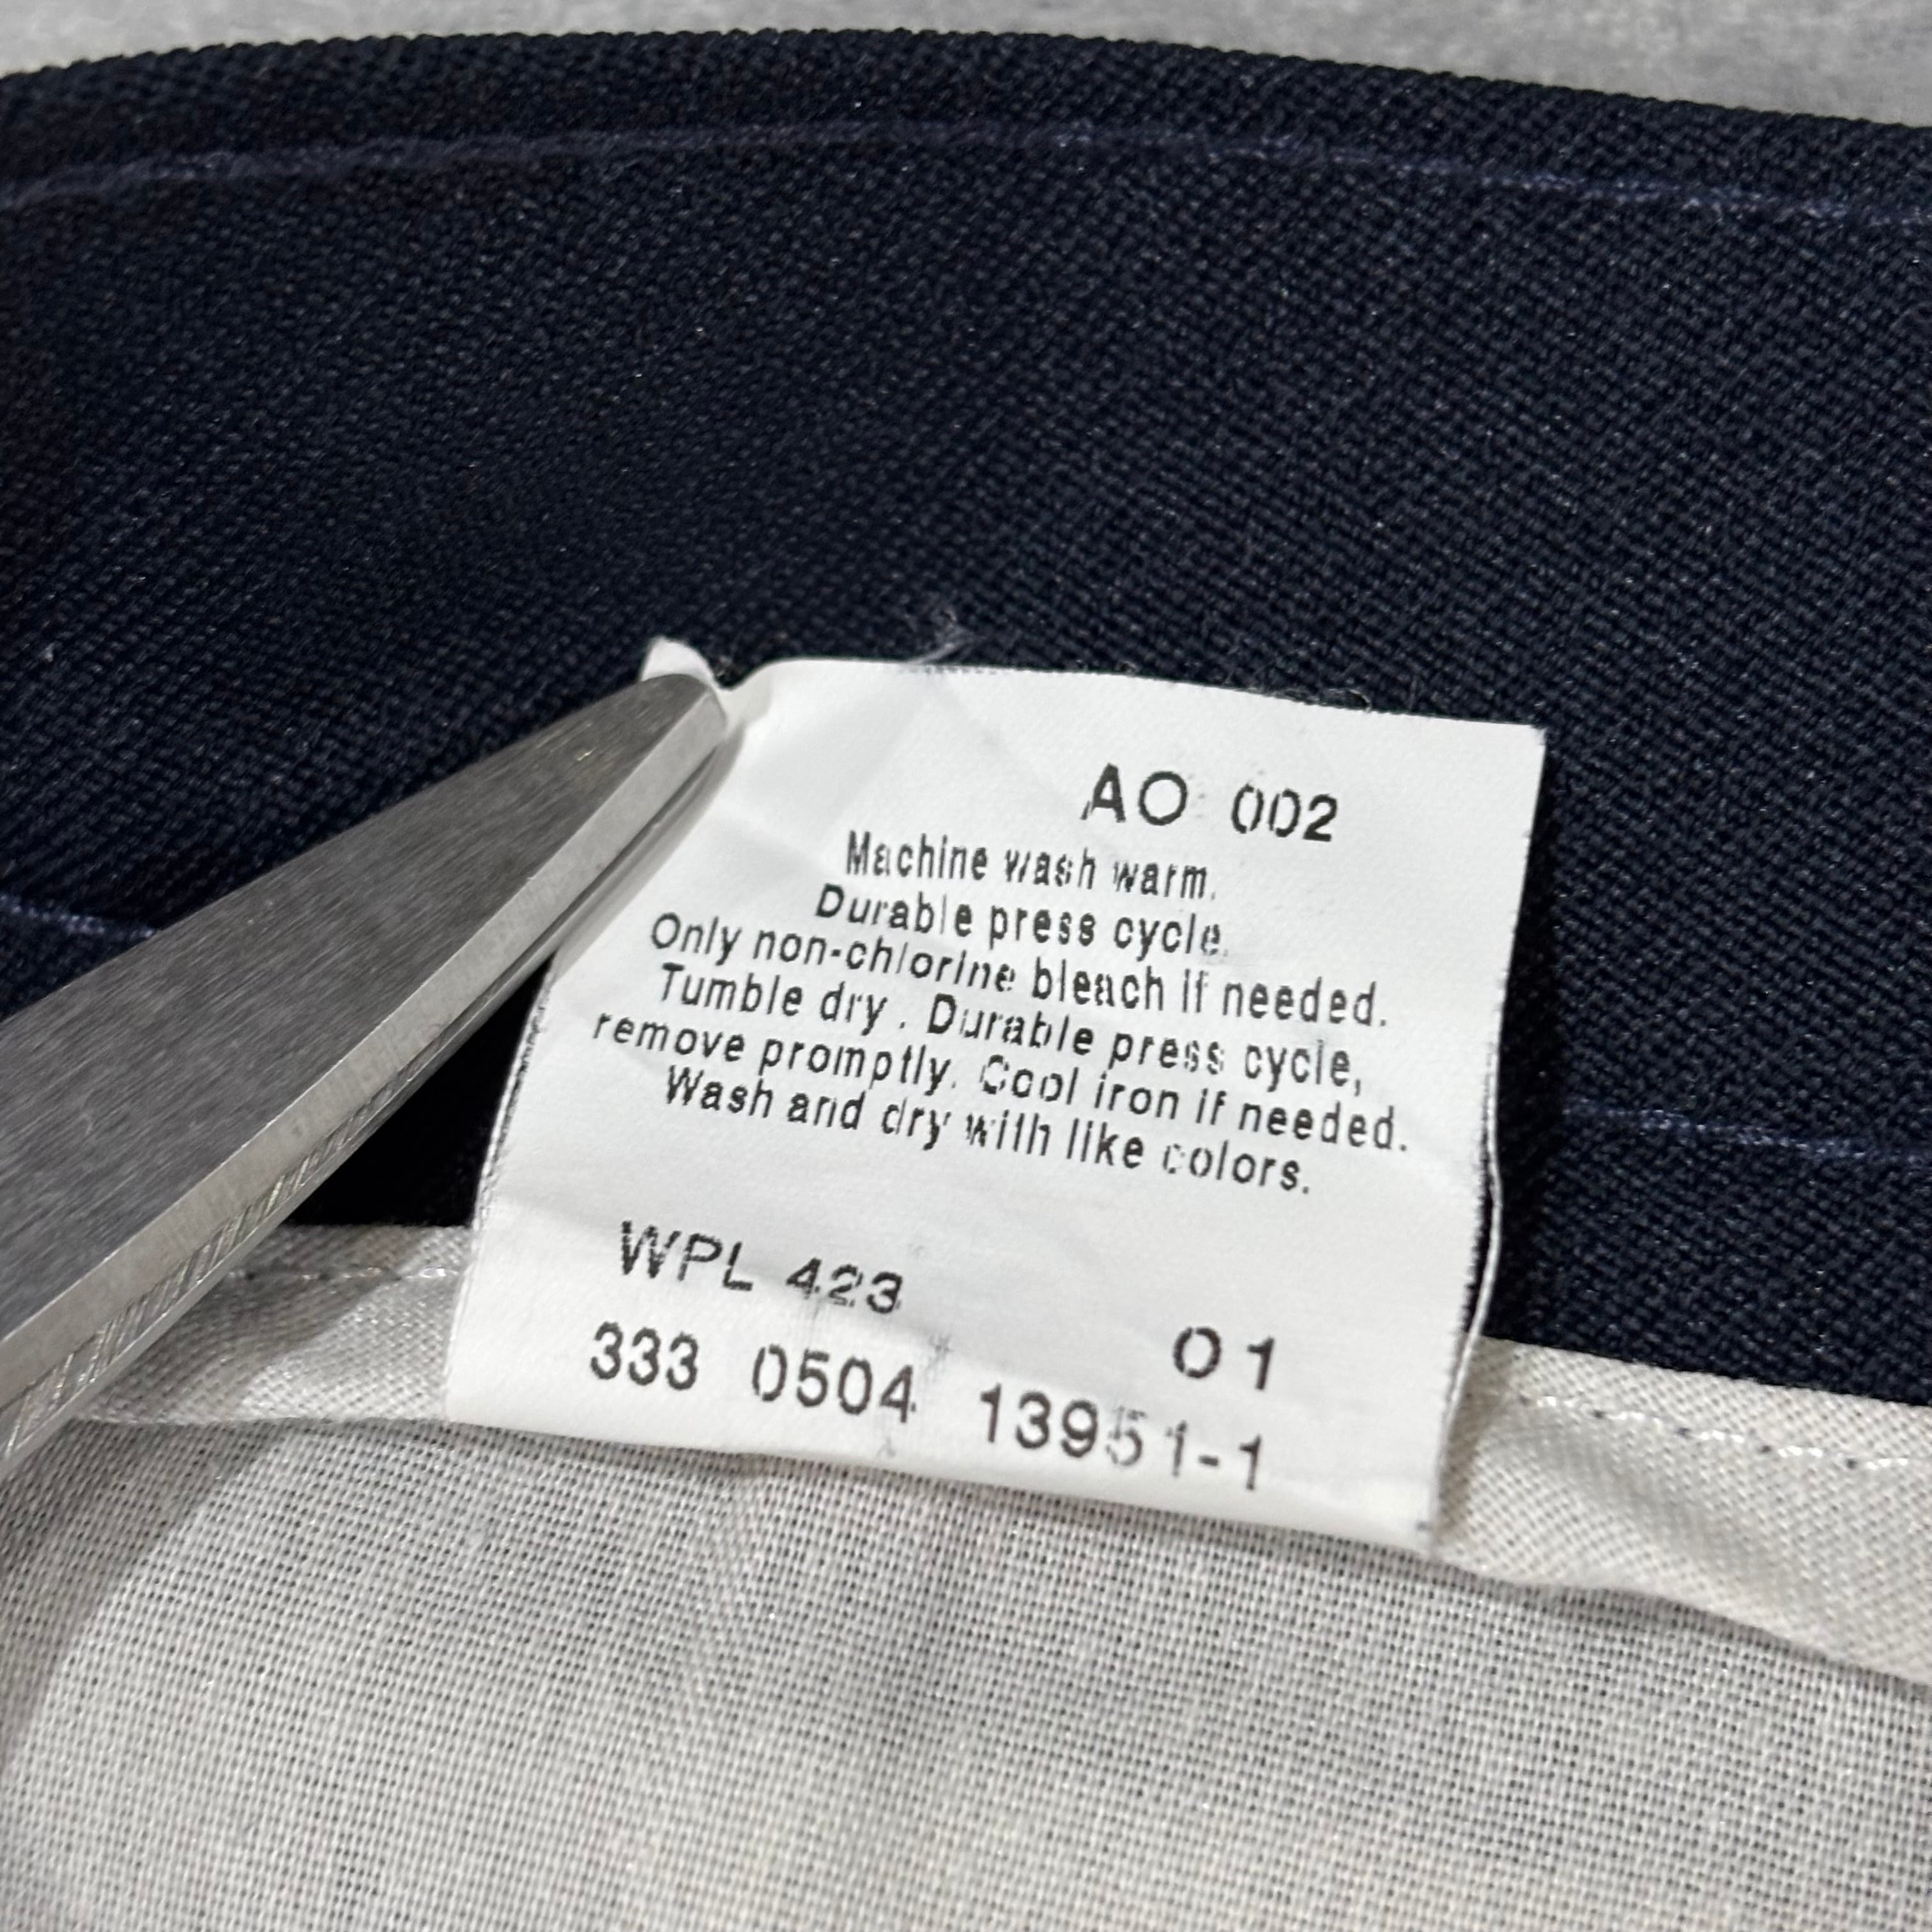 AO 002
Machine wash warm.
Durable press cycle.
Only non-chlorine bleach if needed.
Tumble dry . Durable press cycle,
remove promptly. Cool iron if needed.
Wash and dry with like colors.
WPL 423
01
333 0504 13951-1